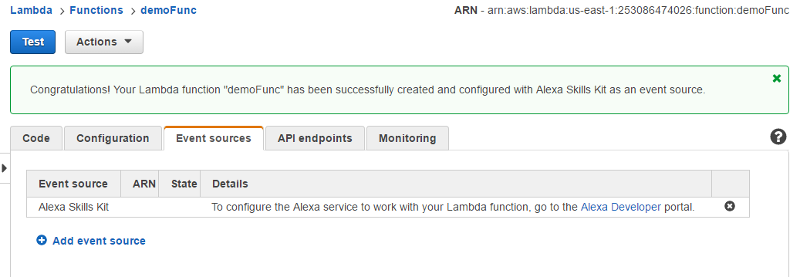 Lambda > Functions > demoFunc ARN - arn:aws:lambda:us-east-1:253086474026:function:demoFunc
Test Actions
Congratulations! Your Lambda function "demoFunc" has been successfully created and configured with Alexa Skills Kit as an event source.
Code Configuration Event sources API endpoints Monitoring
Event source ARN State Details
Alexa Skills Kit To configure the Alexa service to work with your Lambda function, go to the Alexa Developer portal.
Add event source